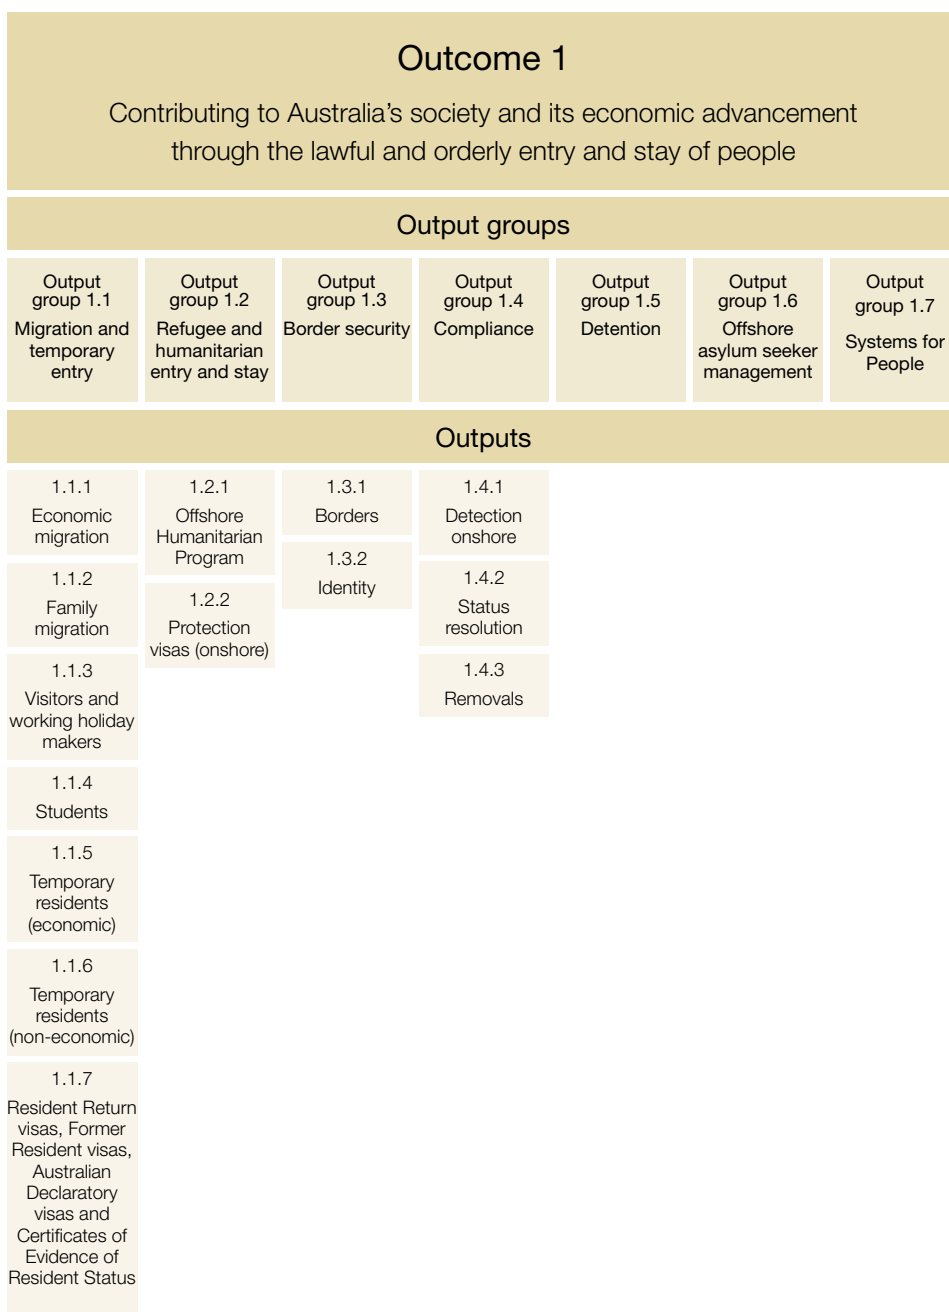 Outcome 1
Contributing to Australia's society and its economic advancement
through the lawful and orderly entry and stay of people
Output groups
Output
group 1.1
Migration and
temporary
entry
Output
group 1.2
Refugee and
humanitarian
entry and stay
Output
group 1.3
Border security
Output
group 1.4
Compliance
Output
group 1.5
Detention
Output
group 1.6
Offshore
asylum seeker
management
Output
group 1.7
Systems for
People
Outputs
1.1.1
Economic
migration
1.1.2
Family
migration
1.1.3
Visitors and
working holiday
makers
1.1.4
Students
1.1.5
Temporary
residents
(economic)
1.1.6
Temporary
residents
(non-economic)
1.1.7
Resident Return
visas, Former
Resident visas,
Australian
Declaratory
visas and
Certificates of
Evidence of
Resident Status
1.2.1
Offshore
Humanitarian
Program
1.2.2
Protection
visas (onshore)
1.3.1
Borders
1.3.2
Identity
1.4.1
Detection
onshore
1.4.2
Status
resolution
1.4.3
Removals